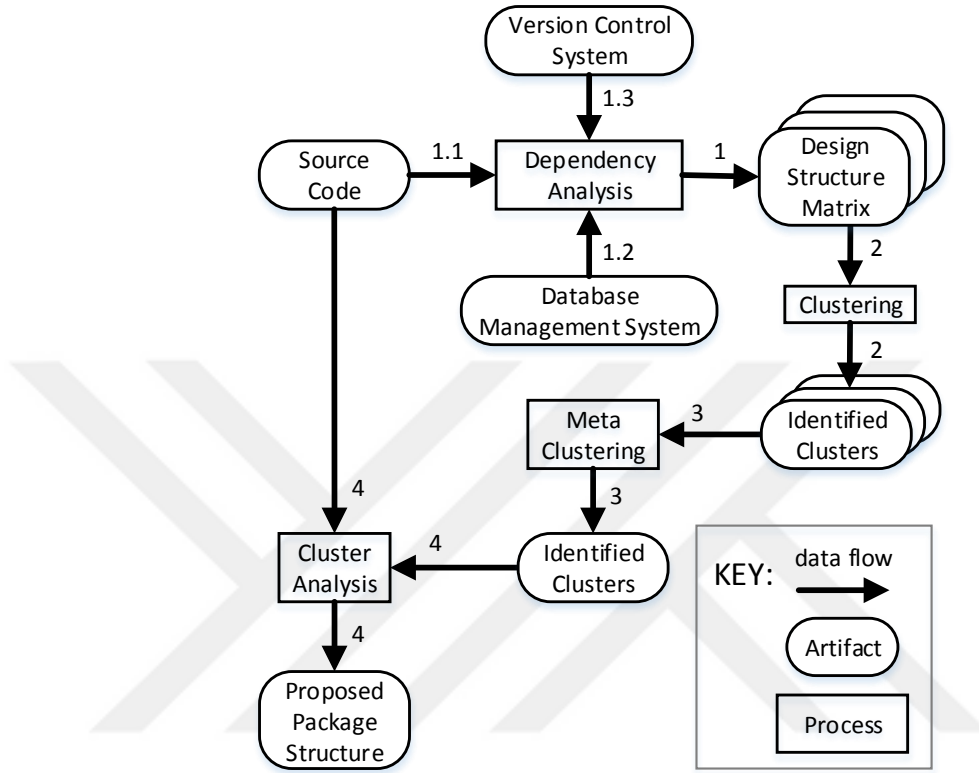 Version Control
System
1.3
Source
Code
1.1
Dependency
Analysis
1
Design
Structure
Matrix
1.2
2
Database
Management System
Clustering
2
Meta
Clustering
3
Identified
Clusters
3
4
Cluster
Analysis
4
Identified
Clusters
4
Proposed
Package
Structure
KEY:
data flow
Artifact
Process